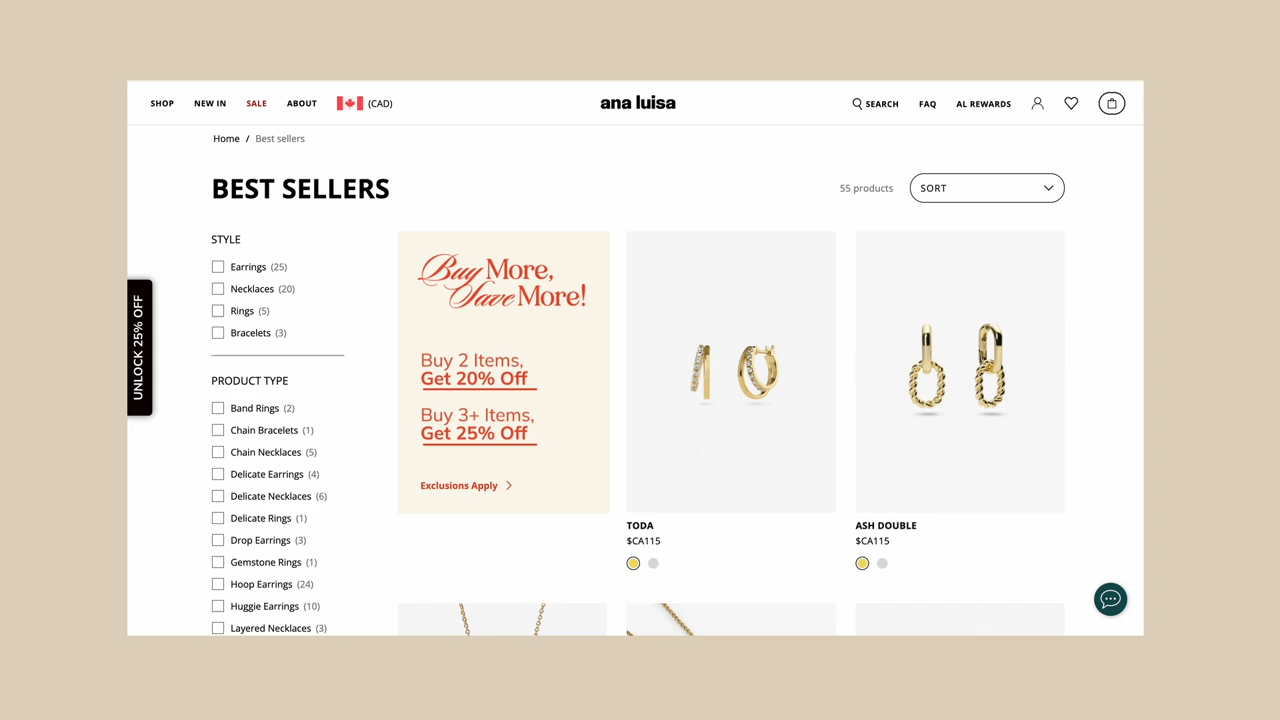 SHOP NEW IN SALE ABOUT (CAD) ana luisa SEARCH FAQ AL REWARDS
Home / Best sellers
BEST SELLERS
55 products
SORT
STYLE
Earrings (25)
Necklaces (20)
Rings (5)
Bracelets (3)
UNLOCK 25% OFF
PRODUCT TYPE
Band Rings (2)
Chain Bracelets (1)
Chain Necklaces (5)
Delicate Earrings (4)
Delicate Necklaces (6)
Delicate Rings (1)
Drop Earrings (3)
Gemstone Rings (1)
Hoop Earrings (24)
Huggie Earrings (10)
Layered Necklaces (3)
Buy More,
Save More!
Buy 2 Items,
Get 20% Off
Buy 3+ Items,
Get 25% Off
Exclusions Apply
TODA
$CA115
ASH DOUBLE
$CA115